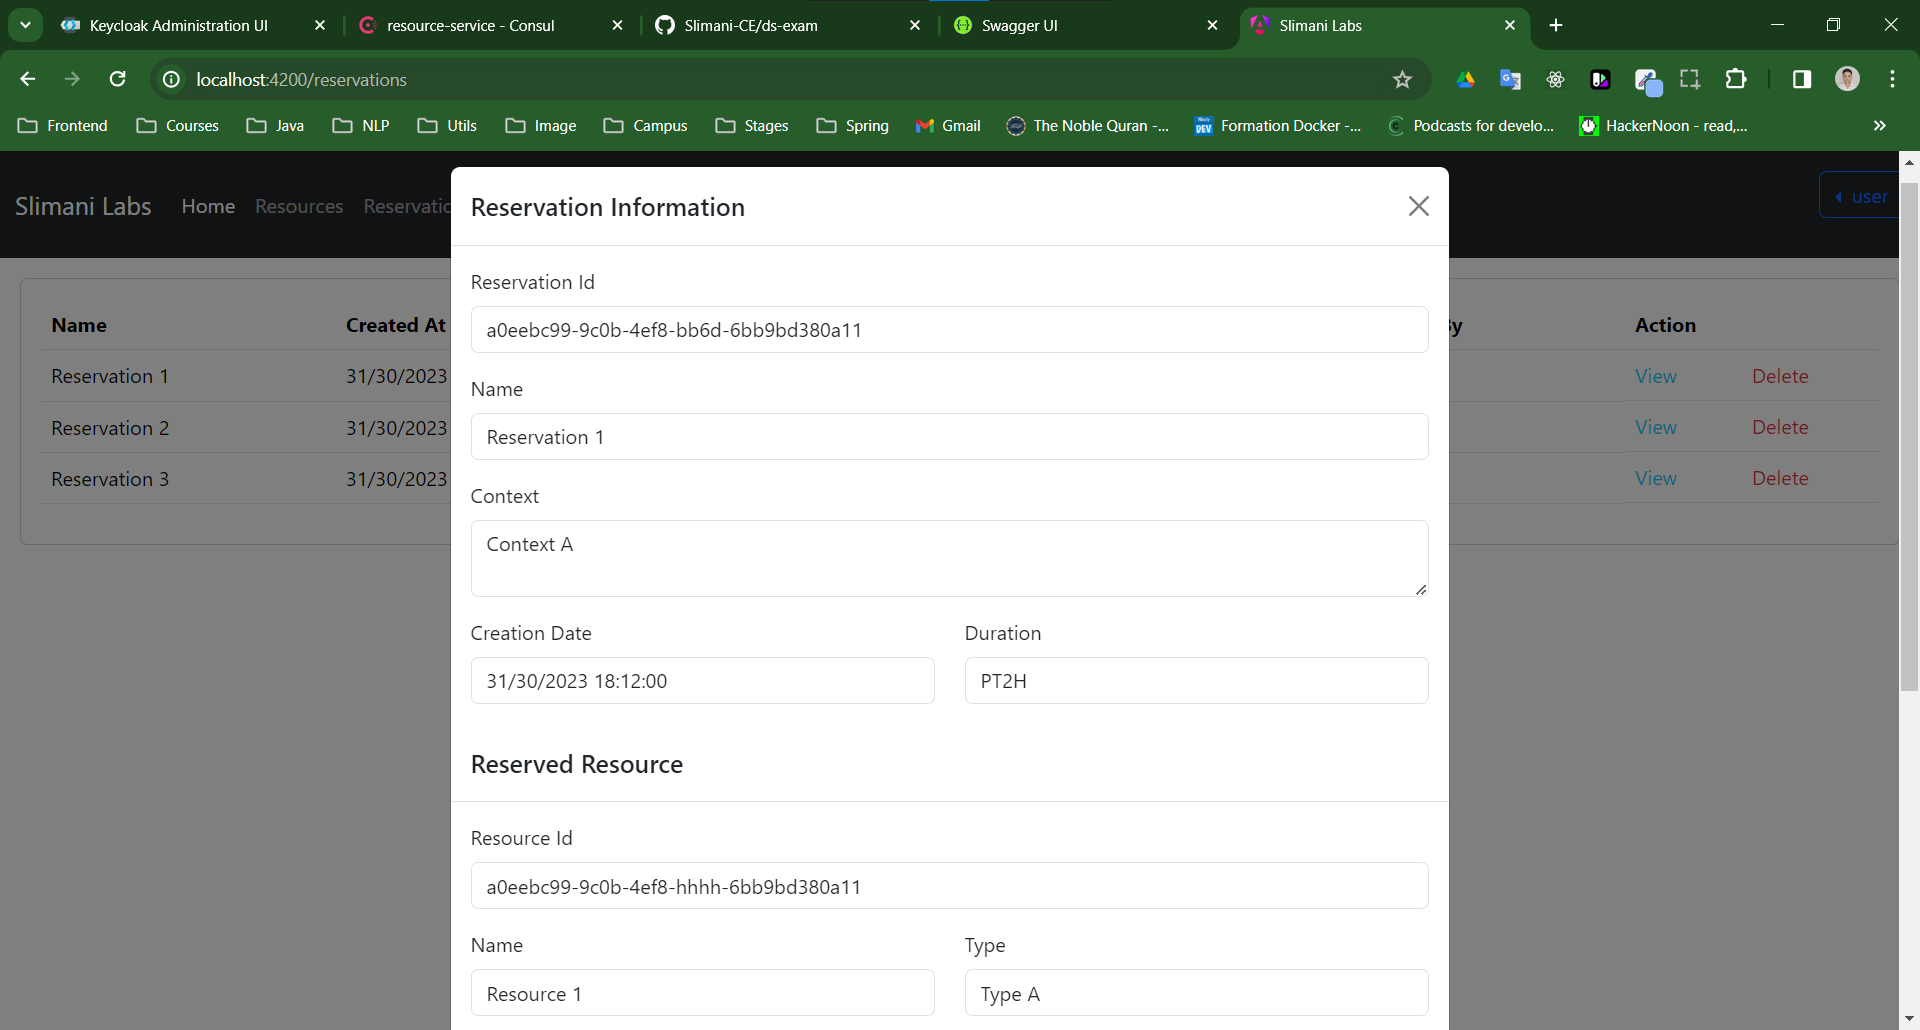 Keycloak Administration UI
resource-service - Consul
Slimani-CE/ds-exam
Swagger UI
Slimani Labs
localhost:4200/reservations
Frontend Courses Java NLP Utils Image Campus Stages Spring Gmail The Noble Quran -... Formation Docker -... Podcasts for develo... HackerNoon - read,...
Slimani Labs Home Resources Reservatio user
Reservation Information
Name Created At By Action
Reservation 1 31/30/2023 View Delete
Reservation 2 31/30/2023 View Delete
Reservation 3 31/30/2023 View Delete
Reservation Id
a0eebc99-9c0b-4ef8-bb6d-6bb9bd380a11
Name
Reservation 1
Context
Context A
Creation Date Duration
31/30/2023 18:12:00 PT2H
Reserved Resource
Resource Id
a0eebc99-9c0b-4ef8-hhhh-6bb9bd380a11
Name Type
Resource 1 Type A